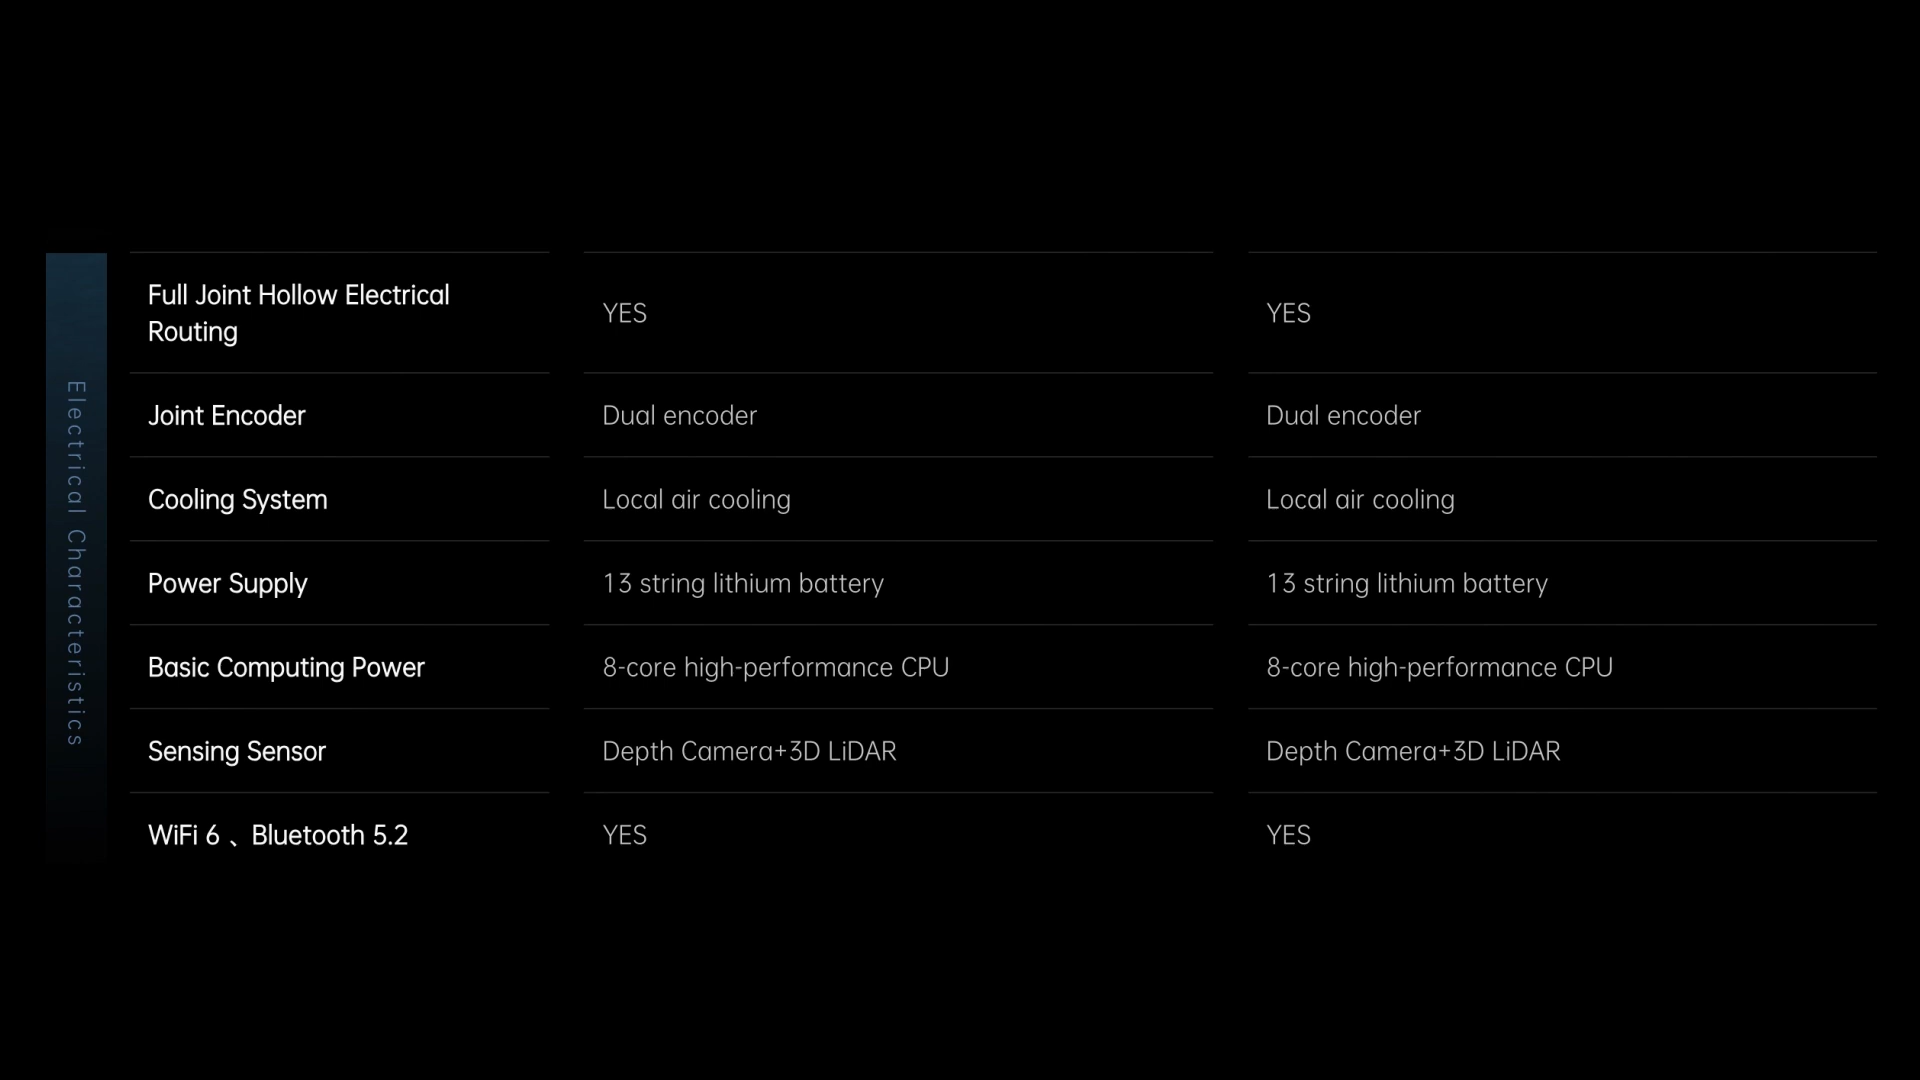 Electrical Characteristics
Full Joint Hollow Electrical
Routing
YES
YES
Joint Encoder
Dual encoder
Dual encoder
Cooling System
Local air cooling
Local air cooling
Power Supply
13 string lithium battery
13 string lithium battery
Basic Computing Power
8-core high-performance CPU
8-core high-performance CPU
Sensing Sensor
Depth Camera+3D LiDAR
Depth Camera+3D LiDAR
WiFi 6 、Bluetooth 5.2
YES
YES